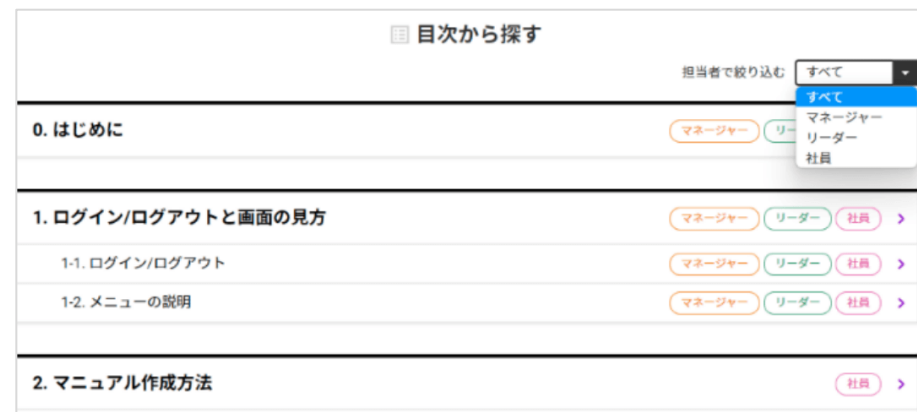 目次から探す
担当者で絞り込む すべて
すべて
マネージャー
リーダー
社員
0. はじめに マネージャー リー
1. ログイン/ログアウトと画面の見方 マネージャー リーダー 社員
1-1. ログイン/ログアウト マネージャー リーダー 社員
1-2. メニューの説明 マネージャー リーダー 社員
2. マニュアル作成方法 社員